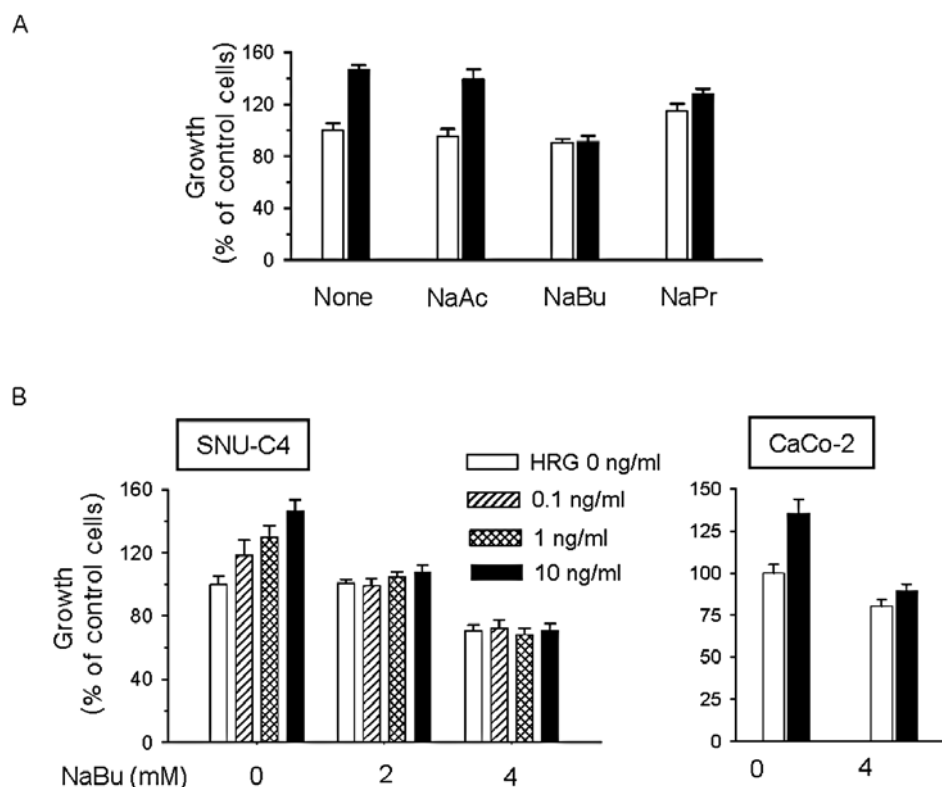 A
Growth
(% of control cells)
160
120
80
40
0
None NaAc NaBu NaPr
B
SNU-C4
HRG 0 ng/ml
0.1 ng/ml
1 ng/ml
10 ng/ml
CaCo-2
Growth
(% of control cells)
160
120
80
40
0
NaBu (mM) 0 2 4
150
125
100
75
50
25
0
0 4